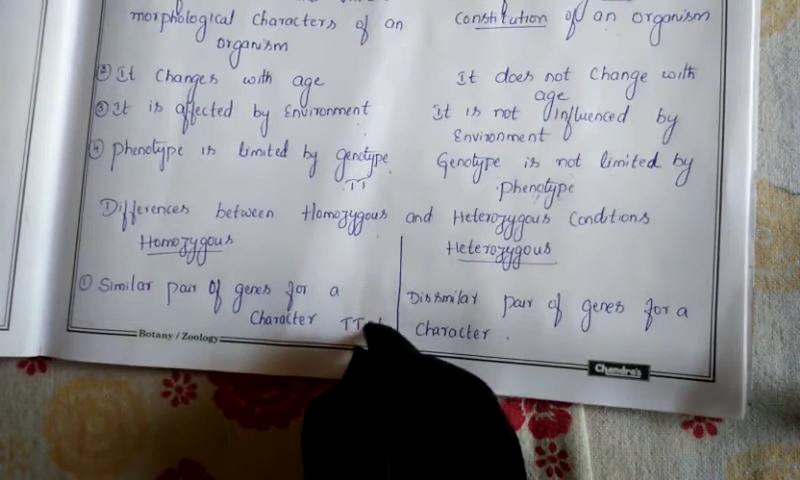 morphological characters of an
organism
constitution of an organism
② It changes with age
It does not change with
age
③ It is affected by Environment
It is not influenced by
Environment
④ phenotype is limited by genotype
TT
Genotype is not limited by
phenotype
Differences between Homozygous and Heterozygous Conditions
Homozygous
Heterozygous
① Similar pair of genes for a
character TT
Dissimilar pair of genes for a
character.
Botany / Zoology
Chandra's